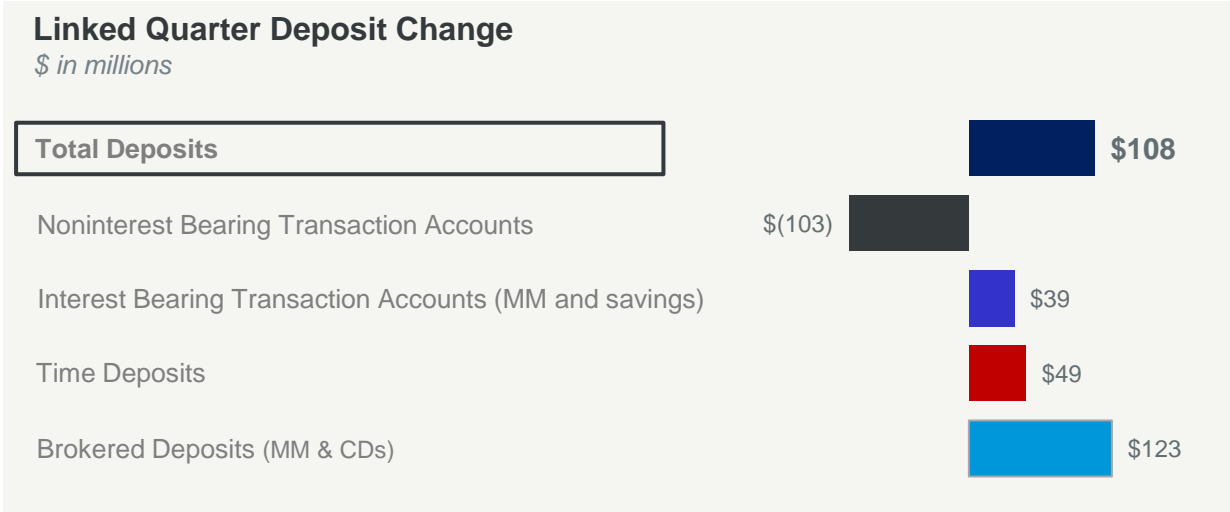 Linked Quarter Deposit Change
$ in millions
Total Deposits $108
Noninterest Bearing Transaction Accounts $(103)
Interest Bearing Transaction Accounts (MM and savings) $39
Time Deposits $49
Brokered Deposits (MM & CDs) $123